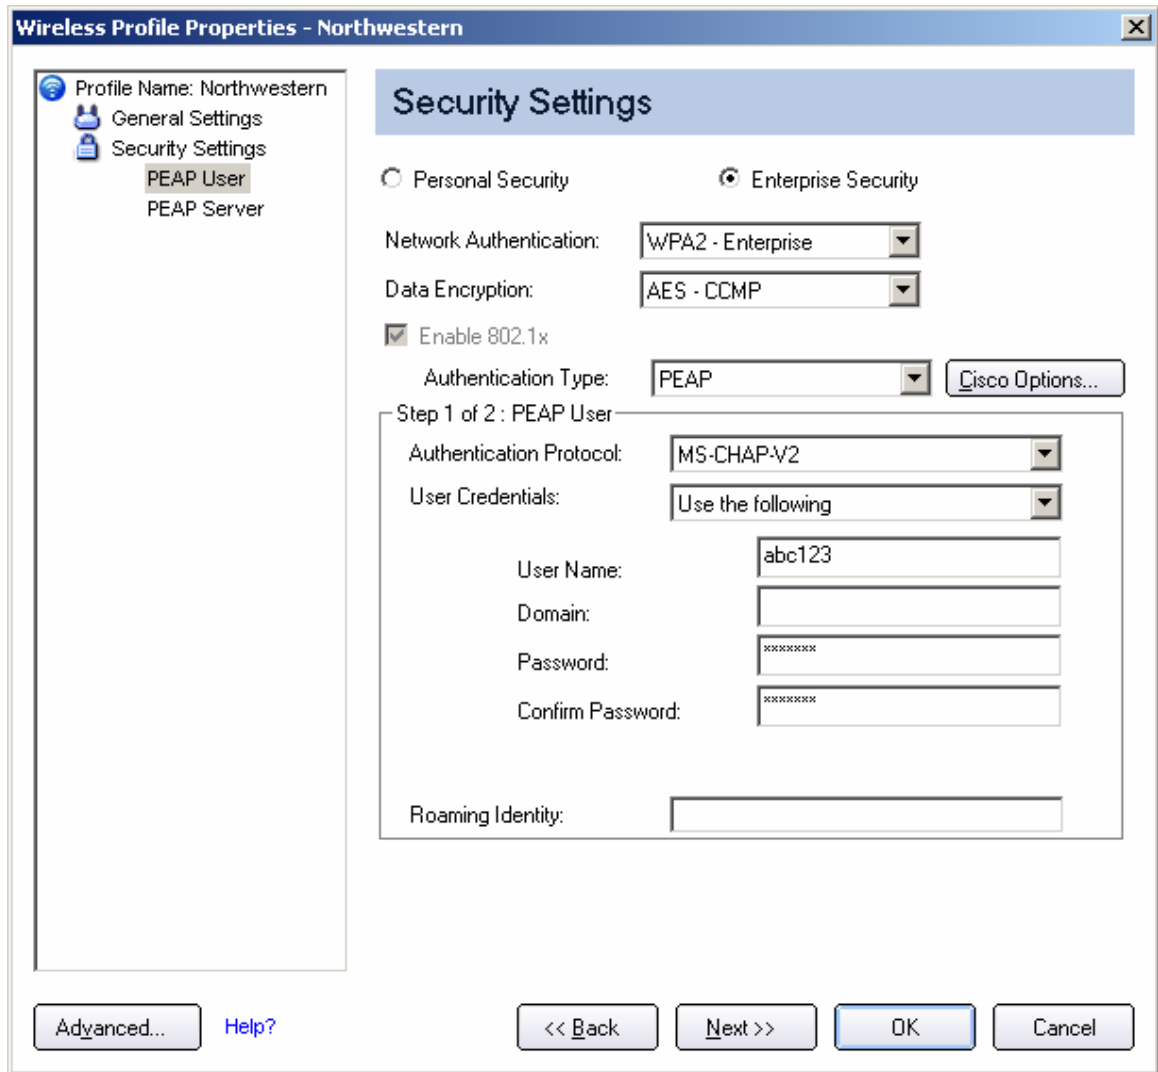 Wireless Profile Properties - Northwestern
Profile Name: Northwestern
General Settings
Security Settings
PEAP User
PEAP Server
Security Settings
Personal Security
Enterprise Security
Network Authentication: WPA2 - Enterprise
Data Encryption: AES - CCMP
Enable 802.1x
Authentication Type: PEAP Cisco Options...
Step 1 of 2 : PEAP User
Authentication Protocol: MS-CHAP-V2
User Credentials: Use the following
User Name: abc123
Domain:
Password: *******
Confirm Password: *******
Roaming Identity:
Advanced... Help? << Back Next >> OK Cancel